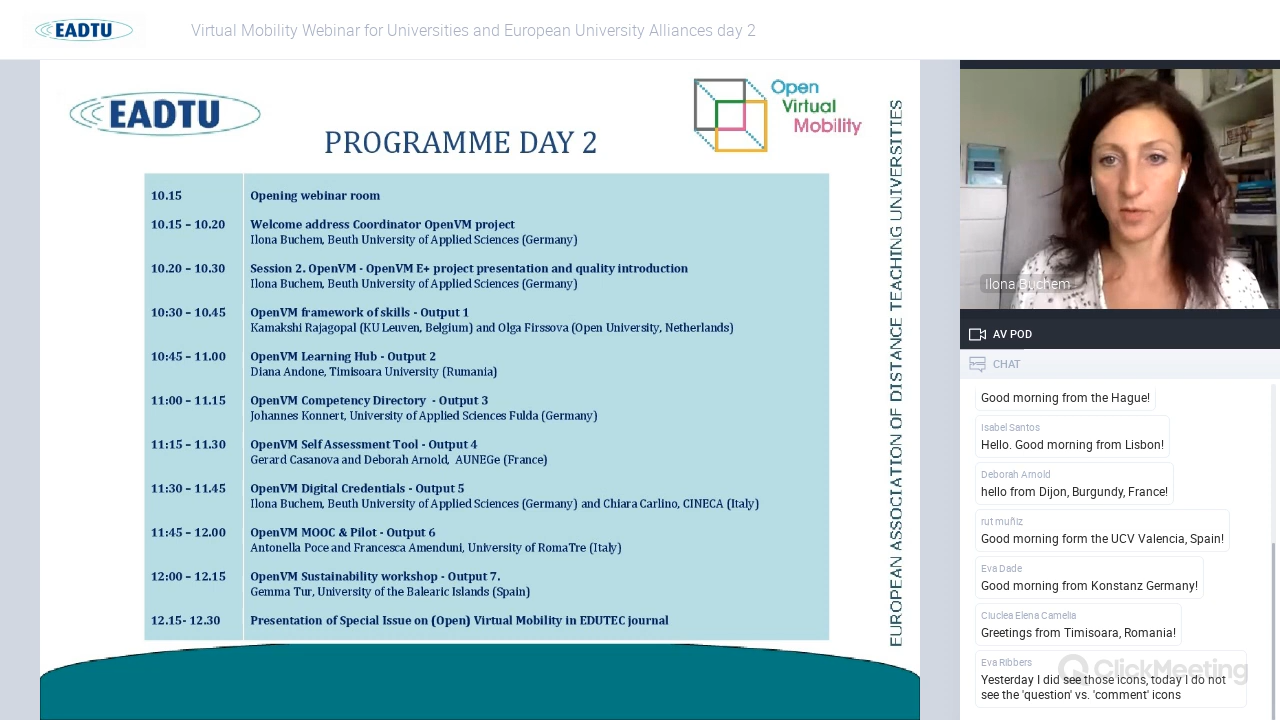 EADTU
Virtual Mobility Webinar for Universities and European University Alliances day 2
EADTU
Open
Virtual
Mobility
PROGRAMME DAY 2
EUROPEAN ASSOCIATION OF DISTANCE TEACHING UNIVERSITIES
10.15 Opening webinar room
10.15 – 10.20 Welcome address Coordinator OpenVM project
Ilona Buchem, Beuth University of Applied Sciences (Germany)
10.20 – 10.30 Session 2. OpenVM - OpenVM E+ project presentation and quality introduction
Ilona Buchem, Beuth University of Applied Sciences (Germany)
10:30 – 10.45 OpenVM framework of skills - Output 1
Kamakshi Rajagopal (KU Leuven, Belgium) and Olga Firssova (Open University, Netherlands)
10:45 – 11.00 OpenVM Learning Hub - Output 2
Diana Andone, Timisoara University (Rumania)
11:00 – 11.15 OpenVM Competency Directory - Output 3
Johannes Konnert, University of Applied Sciences Fulda (Germany)
11:15 – 11.30 OpenVM Self Assessment Tool - Output 4
Gerard Casanova and Deborah Arnold, AUNEGe (France)
11:30 – 11.45 OpenVM Digital Credentials - Output 5
Ilona Buchem, Beuth University of Applied Sciences (Germany) and Chiara Carlino, CINECA (Italy)
11:45 – 12.00 OpenVM MOOC & Pilot - Output 6
Antonella Poce and Francesca Amenduni, University of RomaTre (Italy)
12:00 – 12.15 OpenVM Sustainability workshop - Output 7.
Gemma Tur, University of the Balearic Islands (Spain)
12.15- 12.30 Presentation of Special Issue on (Open) Virtual Mobility in EDUTEC journal
Ilona Buchem
AV POD
CHAT
Good morning from the Hague!
Isabel Santos
Hello. Good morning from Lisbon!
Deborah Arnold
hello from Dijon, Burgundy, France!
rut muñiz
Good morning form the UCV Valencia, Spain!
Eva Dade
Good morning from Konstanz Germany!
Ciuclea Elena Camelia
Greetings from Timisoara, Romania!
Eva Ribbers
Yesterday I did see those icons, today I do not
see the 'question' vs. 'comment' icons
ClickMeeting